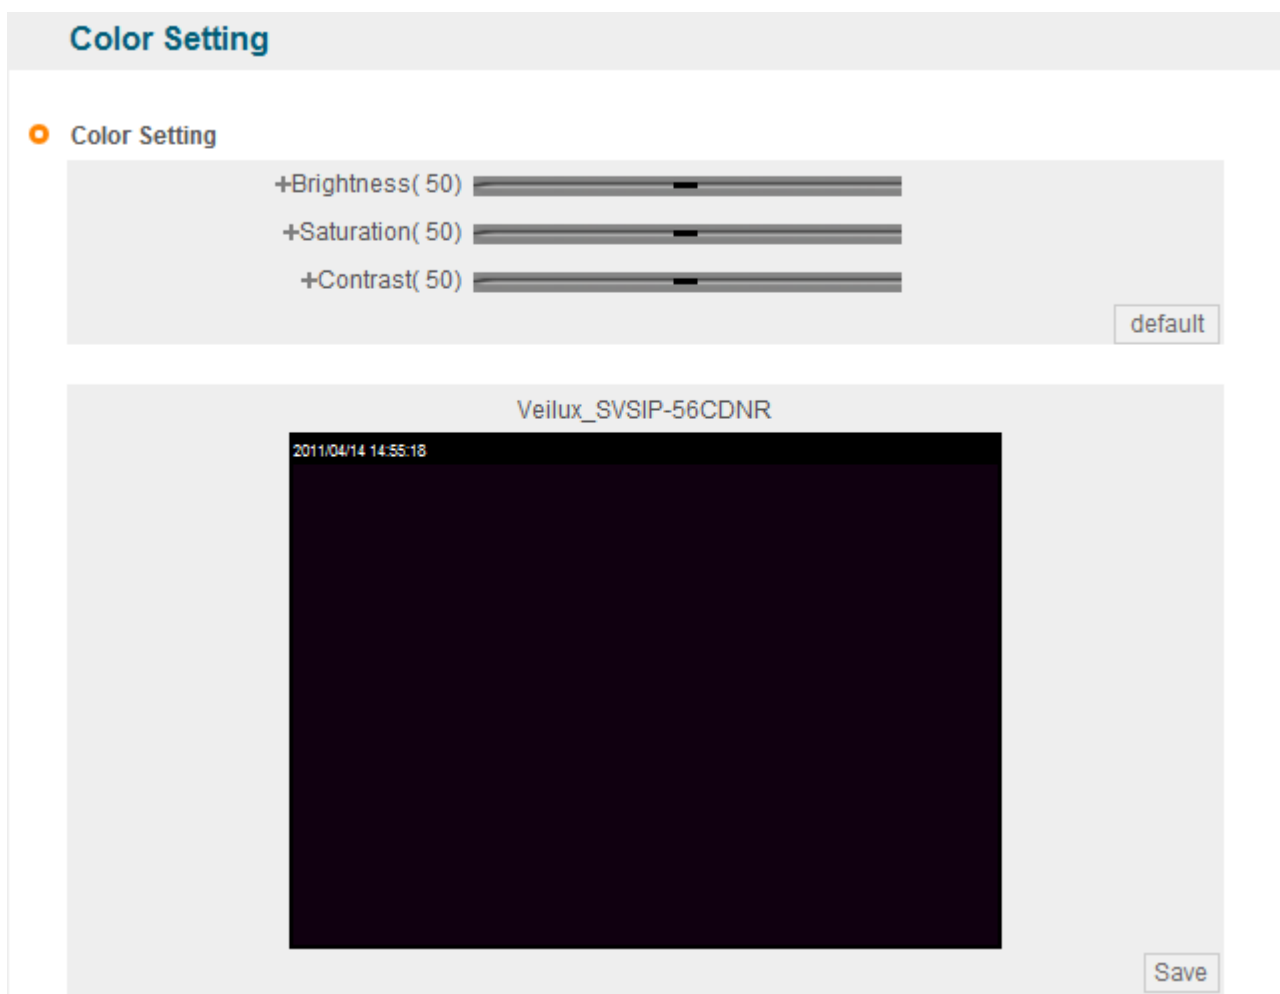 Color Setting
Color Setting
+Brightness( 50)
+Saturation( 50)
+Contrast( 50)
default
Veilux_SVSIP-56CDNR
2011/04/14 14:55:18
Save